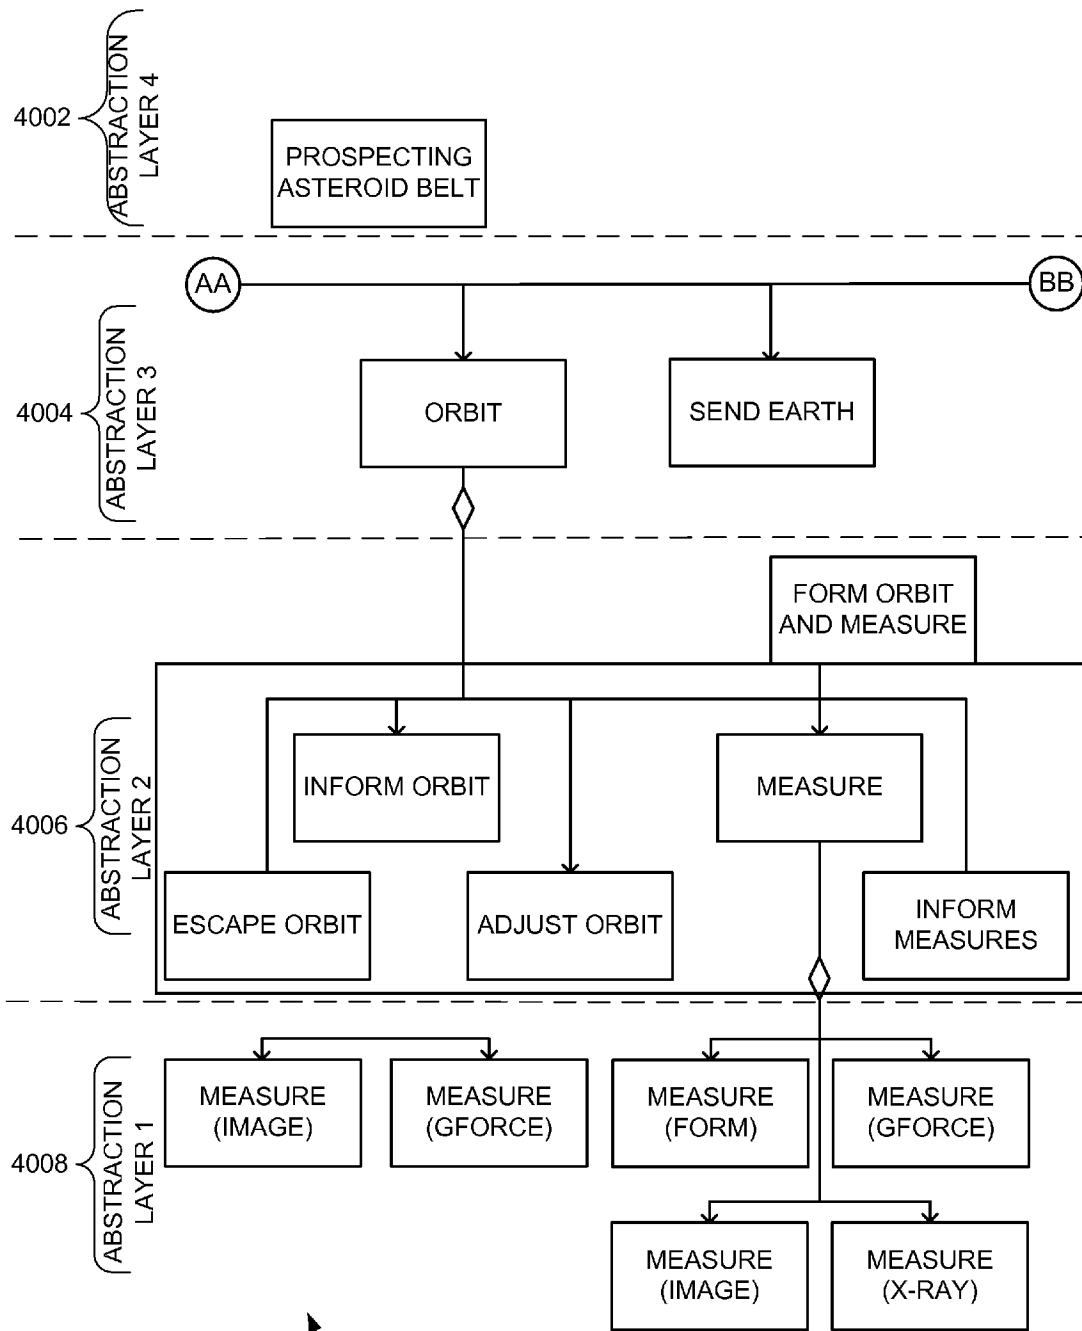 4002
ABSTRACTION
LAYER 4
PROSPECTING
ASTEROID BELT
AA
BB
4004
ABSTRACTION
LAYER 3
ORBIT
SEND EARTH
FORM ORBIT
AND MEASURE
4006
ABSTRACTION
LAYER 2
INFORM ORBIT
MEASURE
ESCAPE ORBIT
ADJUST ORBIT
INFORM
MEASURES
4008
ABSTRACTION
LAYER 1
MEASURE
(IMAGE)
MEASURE
(GFORCE)
MEASURE
(FORM)
MEASURE
(GFORCE)
MEASURE
(IMAGE)
MEASURE
(X-RAY)